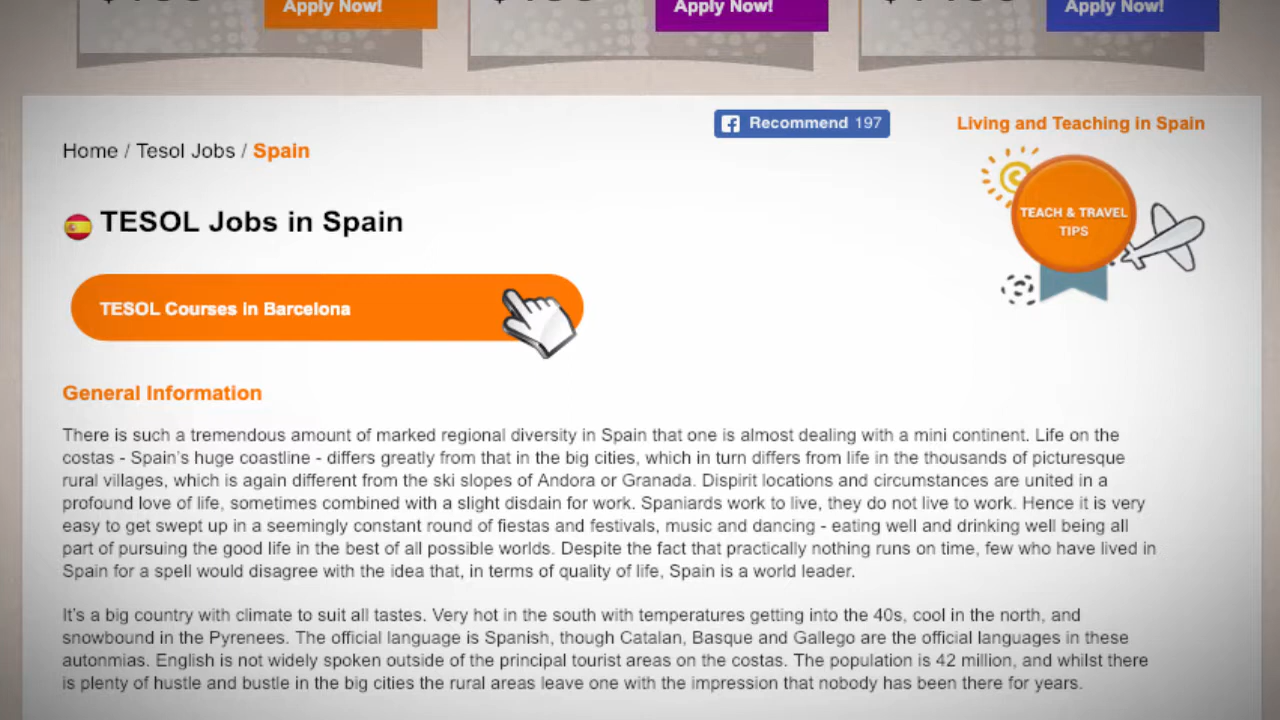 Apply Now!
Apply Now!
Apply Now!
Recommend 197
Living and Teaching in Spain
Home / Tesol Jobs / Spain
TEACH & TRAVEL
TIPS
TESOL Jobs in Spain
TESOL Courses in Barcelona
General Information
There is such a tremendous amount of marked regional diversity in Spain that one is almost dealing with a mini continent. Life on the
costas - Spain's huge coastline - differs greatly from that in the big cities, which in turn differs from life in the thousands of picturesque
rural villages, which is again different from the ski slopes of Andora or Granada. Dispirit locations and circumstances are united in a
profound love of life, sometimes combined with a slight disdain for work. Spaniards work to live, they do not live to work. Hence it is very
easy to get swept up in a seemingly constant round of fiestas and festivals, music and dancing - eating well and drinking well being all
part of pursuing the good life in the best of all possible worlds. Despite the fact that practically nothing runs on time, few who have lived in
Spain for a spell would disagree with the idea that, in terms of quality of life, Spain is a world leader.
It's a big country with climate to suit all tastes. Very hot in the south with temperatures getting into the 40s, cool in the north, and
snowbound in the Pyrenees. The official language is Spanish, though Catalan, Basque and Gallego are the official languages in these
autonmias. English is not widely spoken outside of the principal tourist areas on the costas. The population is 42 million, and whilst there
is plenty of hustle and bustle in the big cities the rural areas leave one with the impression that nobody has been there for years.